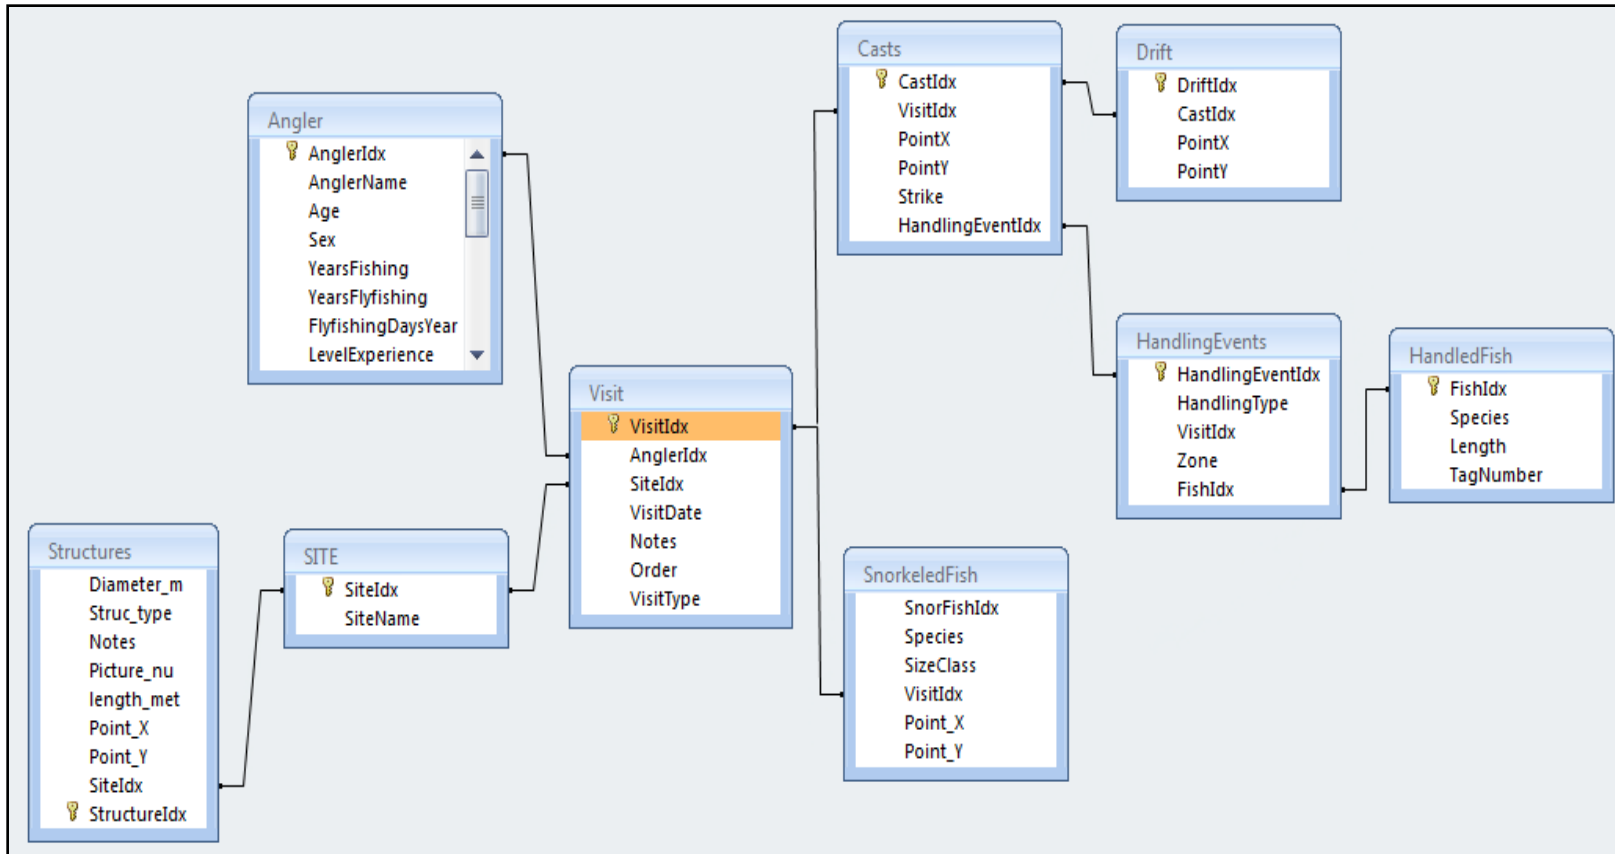 Casts
CastIdx
VisitIdx
PointX
PointY
Strike
HandlingEventIdx
Drift
DriftIdx
CastIdx
PointX
PointY
Angler
AnglerIdx
AnglerName
Age
Sex
YearsFishing
YearsFlyfishing
FlyfishingDaysYear
LevelExperience
HandlingEvents
HandlingEventIdx
HandlingType
VisitIdx
Zone
FishIdx
HandledFish
FishIdx
Species
Length
TagNumber
Visit
VisitIdx
AnglerIdx
SiteIdx
VisitDate
Notes
Order
VisitType
Structures
Diameter_m
Struc_type
Notes
Picture_nu
length_met
Point_X
Point_Y
SiteIdx
StructureIdx
SITE
SiteIdx
SiteName
SnorkeledFish
SnorFishIdx
Species
SizeClass
VisitIdx
Point_X
Point_Y